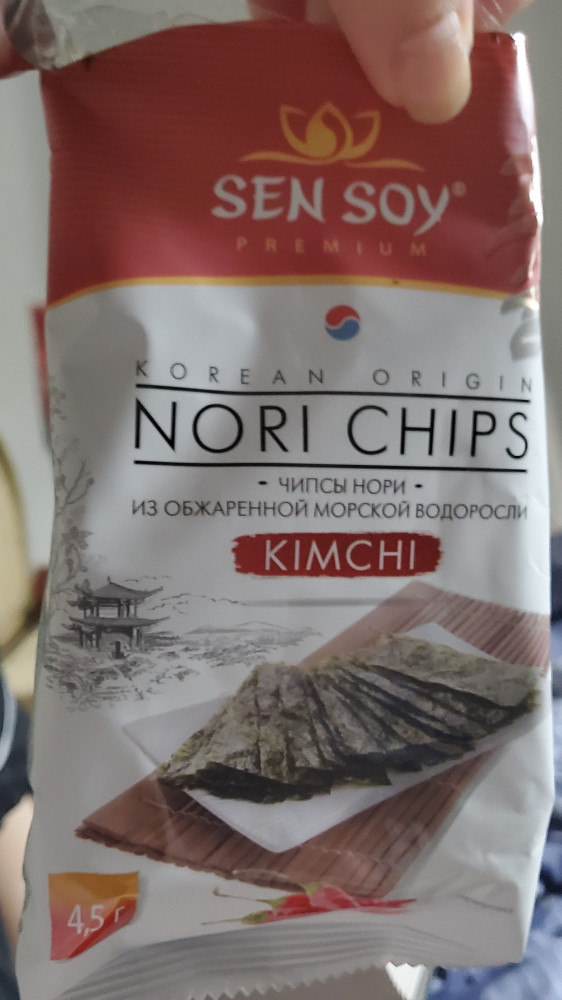 SEN SOY®
PREMIUM
KOREAN ORIGIN
NORI CHIPS
- ЧИПСЫ НОРИ -
ИЗ ОБЖАРЕННОЙ МОРСКОЙ ВОДОРОСЛИ
KIMCHI
4,5 г